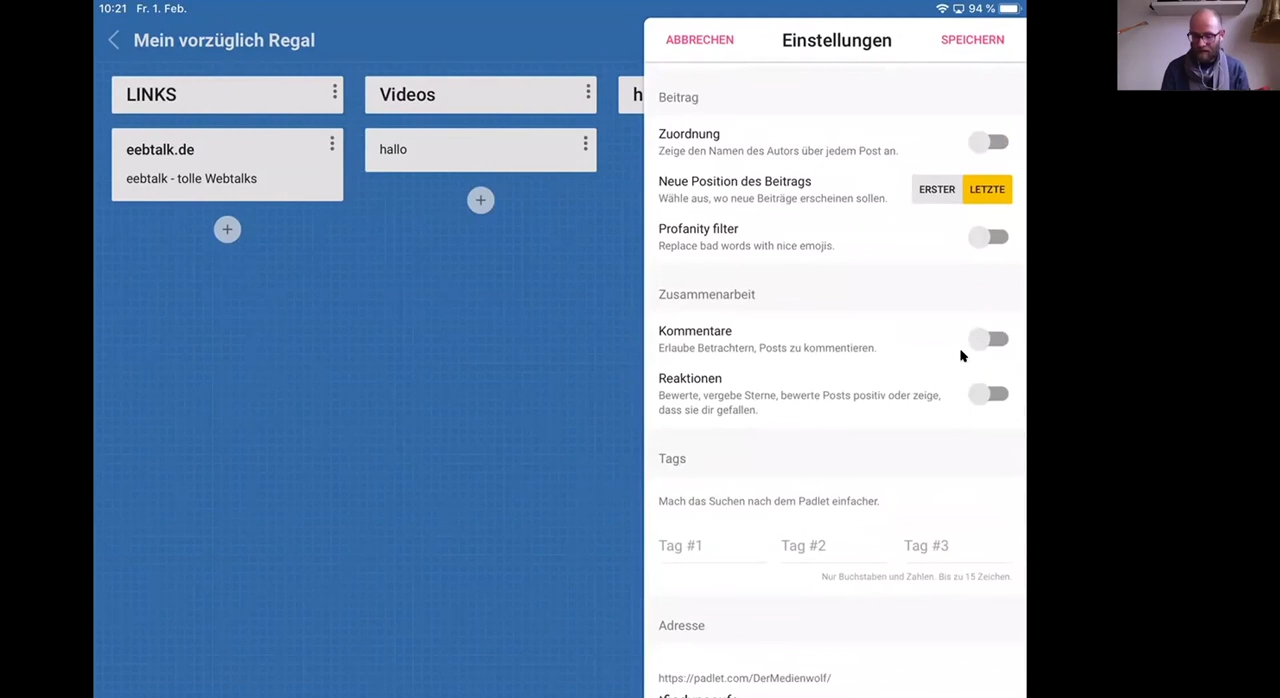 10:21 Fr. 1. Feb.
94 %
Mein vorzüglich Regal
LINKS
Videos
h
eebtalk.de
eebtalk - tolle Webtalks
hallo
ABBRECHEN
Einstellungen
SPEICHERN
Beitrag
Zuordnung
Zeige den Namen des Autors über jedem Post an.
Neue Position des Beitrags
Wähle aus, wo neue Beiträge erscheinen sollen.
ERSTER
LETZTE
Profanity filter
Replace bad words with nice emojis.
Zusammenarbeit
Kommentare
Erlaube Betrachtern, Posts zu kommentieren.
Reaktionen
Bewerte, vergebe Sterne, bewerte Posts positiv oder zeige,
dass sie dir gefallen.
Tags
Mach das Suchen nach dem Padlet einfacher.
Tag #1
Tag #2
Tag #3
Nur Buchstaben und Zahlen. Bis zu 15 Zeichen.
Adresse
https://padlet.com/DerMedienwolf/